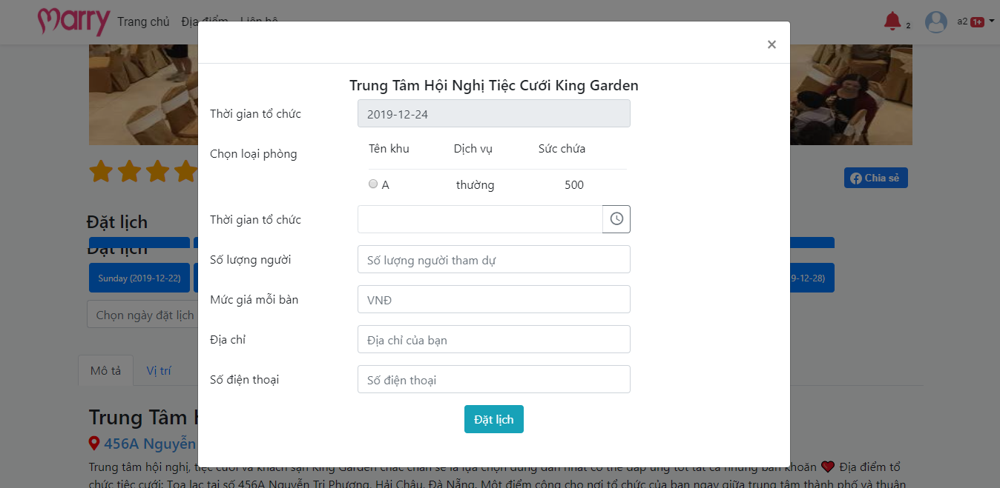 Marry Trang chủ Địa điểm Liên hệ 2 a2 1+
×
Trung Tâm Hội Nghị Tiệc Cưới King Garden
Thời gian tổ chức 2019-12-24
Chọn loại phòng Tên khu Dịch vụ Sức chứa
A thường 500
Chia sẻ
Thời gian tổ chức
Đặt lịch
Đặt lịch
Số lượng người Số lượng người tham dự
Sunday (2019-12-22) 9-12-28)
Mức giá mỗi bàn VNĐ
Chọn ngày đặt lịch
Địa chỉ Địa chỉ của bạn
Mô tả Vị trí
Số điện thoại Số điện thoại
Đặt lịch
Trung Tâm
456A Nguyễn
Trung tâm hội nghị, tiệc cưới và khách sạn King Garden chắc chắn sẽ là lựa chọn đúng đắn nhất có thể đáp ứng tốt tất cả những băn khoăn ❤ Địa điểm tổ
chức tiệc cưới: Toạ lạc tại số 456A Nguyễn Tri Phương, Hải Châu, Đà Nẵng. Một điểm cộng cho nơi tổ chức của bạn ngay giữa trung tâm thành phố và thuận